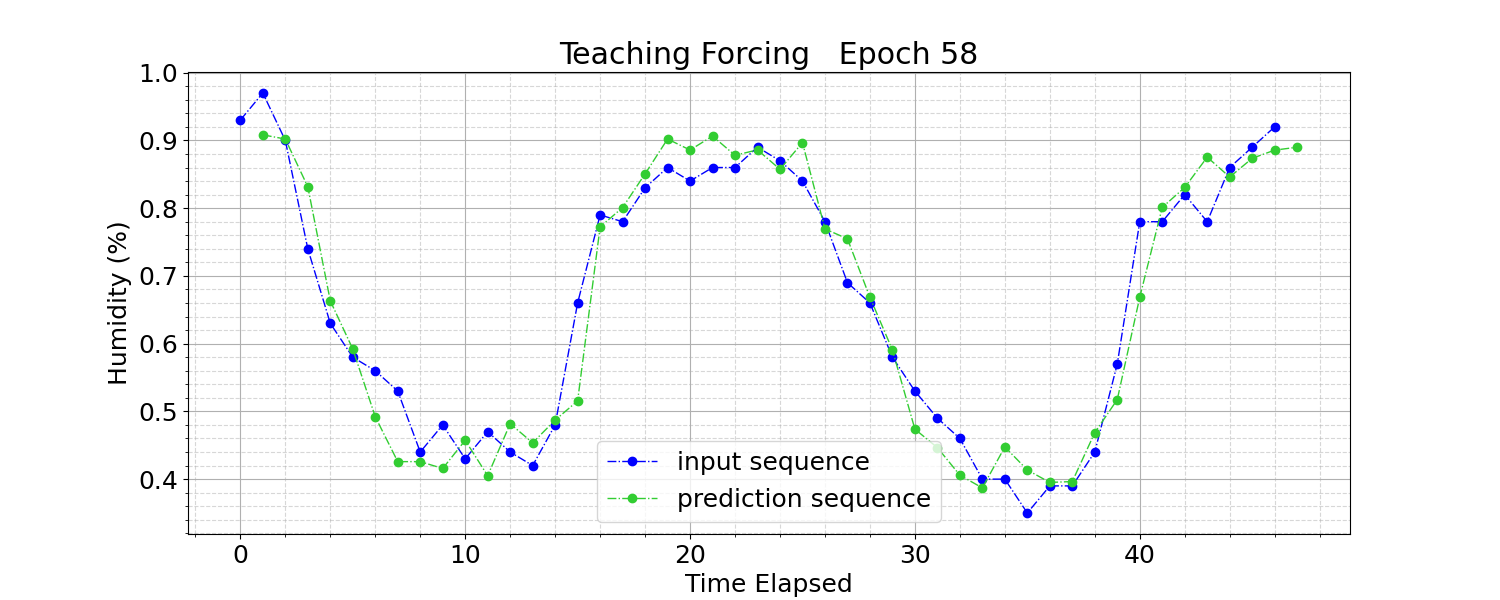 Teaching Forcing   Epoch 58
1.0
0.9
0.8
0.7
0.6
0.5
0.4
Humidity (%)
input sequence
prediction sequence
0 10 20 30 40
Time Elapsed